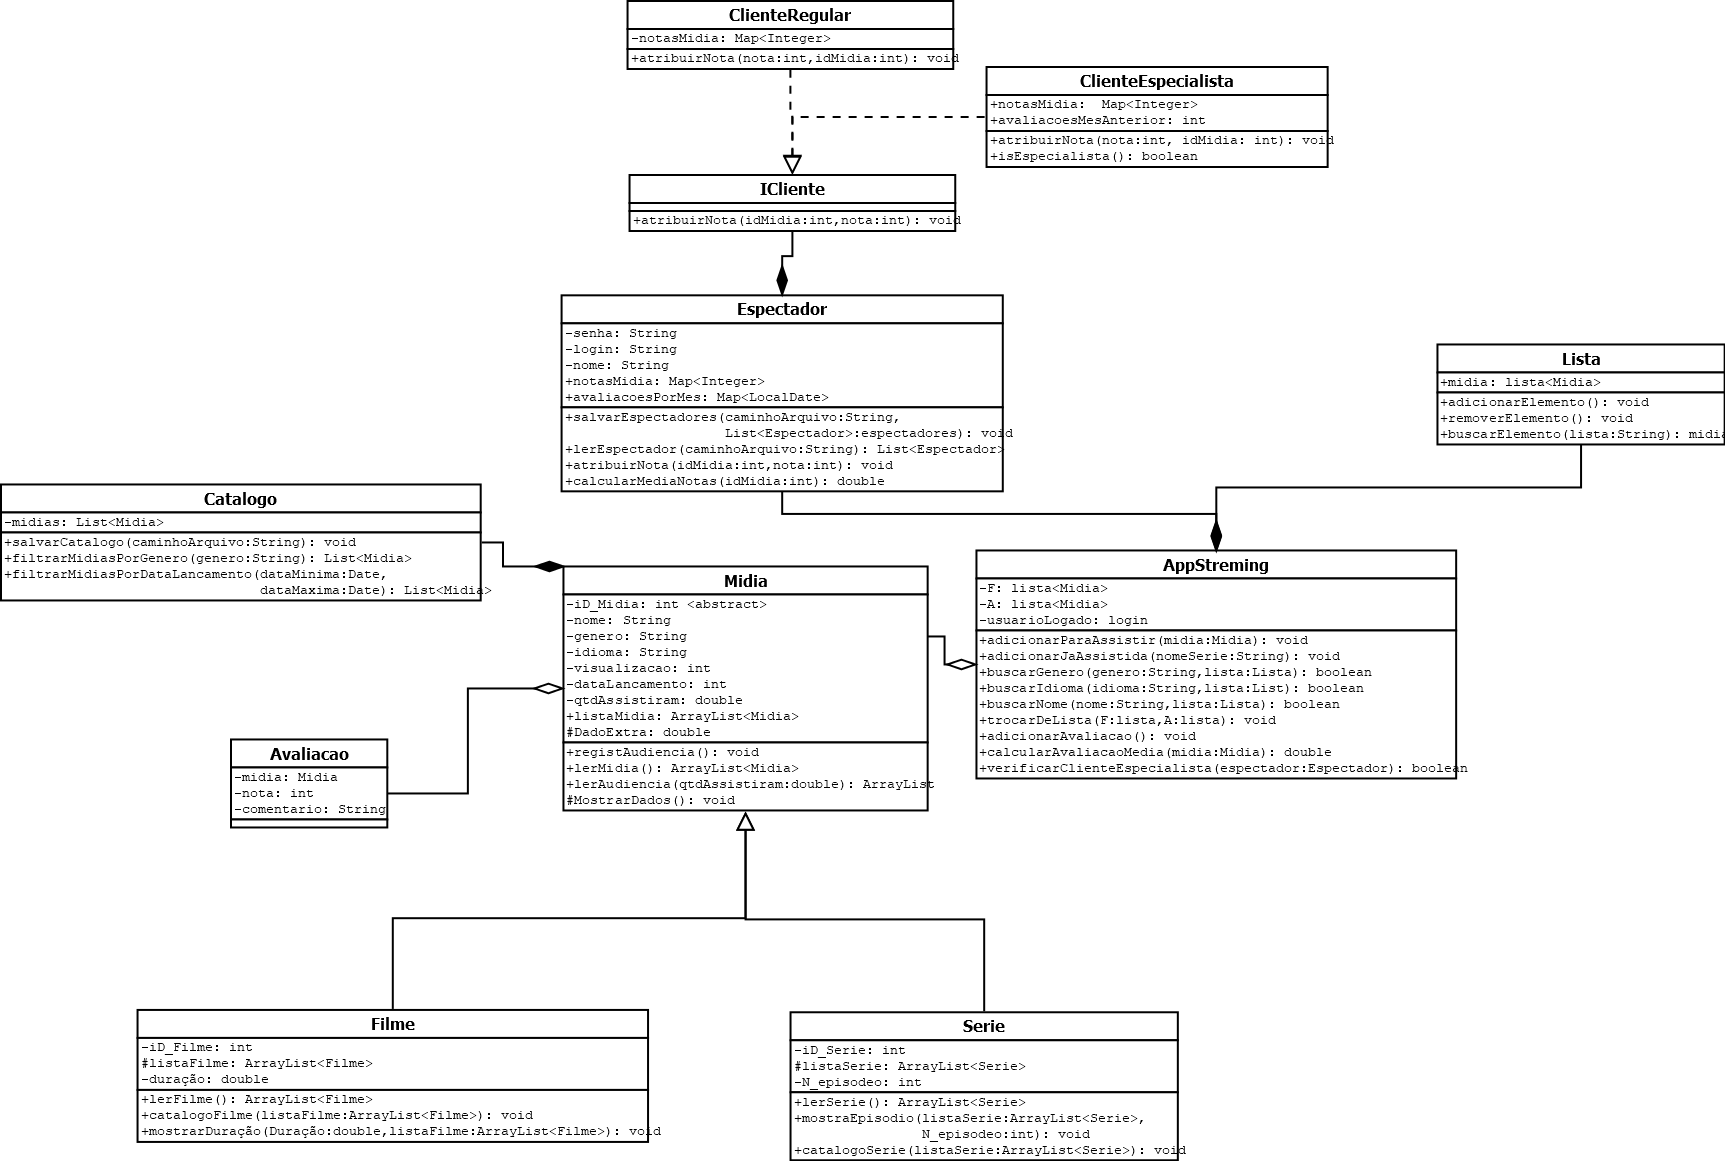 ClienteRegular
-notasMidia: Map<Integer>
+atribuirNota(nota:int,idMidia:int): void
ClienteEspecialista
+notasMidia:  Map<Integer>
+avaliacoesMesAnterior: int
+atribuirNota(nota:int, idMidia: int): void
+isEspecialista(): boolean
ICliente
+atribuirNota(idMidia:int,nota:int): void
Espectador
-senha: String
-login: String
-nome: String
+notasMidia: Map<Integer>
+avaliacoesPorMes: Map<LocalDate>
+salvarEspectadores(caminhoArquivo:String,
List<Espectador>:espectadores): void
+lerEspectador(caminhoArquivo:String): List<Espectador>
+atribuirNota(idMidia:int,nota:int): void
+calcularMediaNotas(idMidia:int): double
Lista
+midia: lista<Midia>
+adicionarElemento(): void
+removerElemento(): void
+buscarElemento(lista:String): midia
Catalogo
-midias: List<Midia>
+salvarCatalogo(caminhoArquivo:String): void
+filtrarMidiasPorGenero(genero:String): List<Midia>
+filtrarMidiasPorDataLancamento(dataMinima:Date,
dataMaxima:Date): List<Midia>
Midia
-iD_Midia: int <abstract>
-nome: String
-genero: String
-idioma: String
-visualizacao: int
-dataLancamento: int
-qtdAssistiram: double
+listaMidia: ArrayList<Midia>
#DadoExtra: double
+registAudiencia(): void
+lerMidia(): ArrayList<Midia>
+lerAudiencia(qtdAssistiram:double): ArrayList
#MostrarDados(): void
AppStreming
-F: lista<Midia>
-A: lista<Midia>
-usuarioLogado: login
+adicionarParaAssistir(midia:Midia): void
+adicionarJaAssistida(nomeSerie:String): void
+buscarGenero(genero:String,lista:Lista): boolean
+buscarIdioma(idioma:String,lista:List): boolean
+buscarNome(nome:String,lista:Lista): boolean
+trocarDeLista(F:lista,A:lista): void
+adicionarAvaliacao(): void
+calcularAvaliacaoMedia(midia:Midia): double
+verificarClienteEspecialista(espectador:Espectador): boolean
Avaliacao
-midia: Midia
-nota: int
-comentario: String
Filme
-iD_Filme: int
#listaFilme: ArrayList<Filme>
-duração: double
+lerFilme(): ArrayList<Filme>
+catalogoFilme(listaFilme:ArrayList<Filme>): void
+mostrarDuração(Duração:double,listaFilme:ArrayList<Filme>): void
Serie
-iD_Serie: int
#listaSerie: ArrayList<Serie>
-N_episodeo: int
+lerSerie(): ArrayList<Serie>
+mostraEpisodio(listaSerie:ArrayList<Serie>,
N_episodeo:int): void
+catalogoSerie(listaSerie:ArrayList<Serie>): void